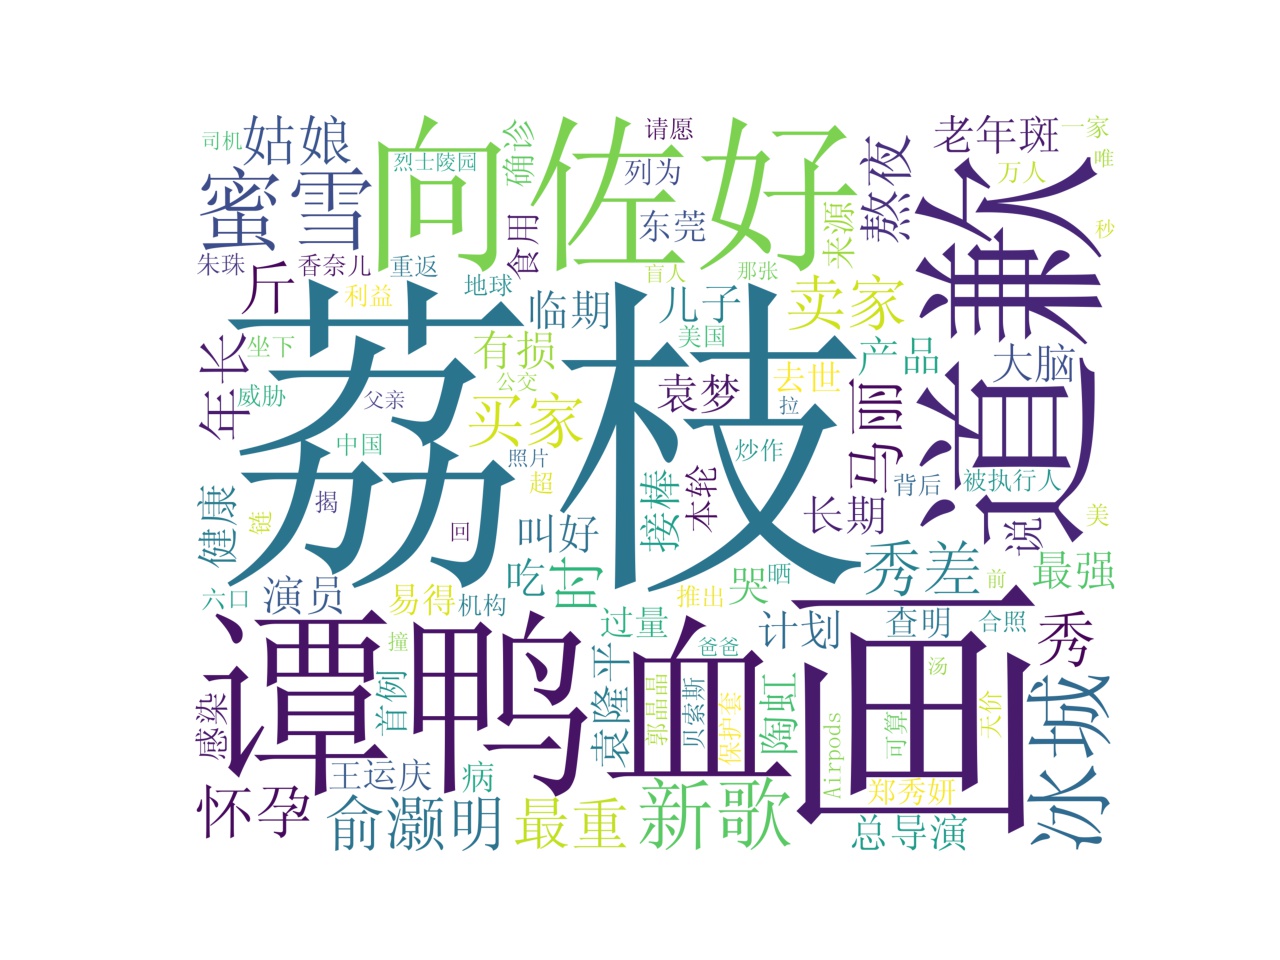 司机
姑娘
烈士陵园
向佐好
确诊
请愿
列为
熬夜
老年斑
一家
唯
万人
蜜雪
食用
东莞
来源
兼人
秒
朱珠
香奈儿
重返
斤
利益
地球
临期
盲人
那张
儿子
卖家
美国
荔枝
年长
坐下
威胁
父亲
有损
公交
买家
袁梦
去世
拉
产品
马丽
大脑
道
中国
照片
超
炒作
背后
被执行人
健康
链
揭
回
叫好
接棒
本轮
长期
说
美
六口
演员
易得
机构
吃
时
过量
推出
哭
晒
秀差
前
最强
计划
查明
合照
秀
谭鸭血画
撞
爸爸
汤
感染
首例
袁隆平
郭晶晶
贝索斯
保护套
陶虹
Airpods
可算
天价
冰城
王运庆
病
郑秀妍
怀孕
俞灏明
最重
新歌
总导演